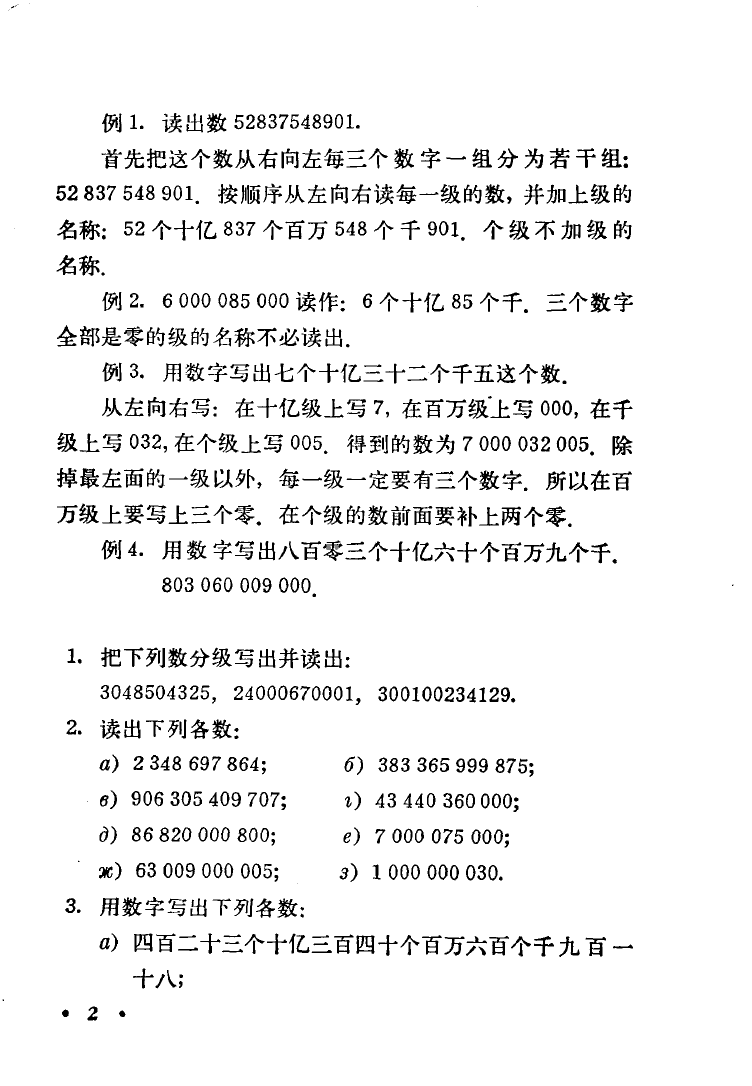 例 1. 读出数 52837548901.
首先把这个数从右向左每三个数字一组分为若干组:
52 837 548 901. 按顺序从左向右读每一级的数, 并加上级的
名称: 52 个十亿 837 个百万 548 个千 901. 个级不加级的
名称.
例 2. 6 000 085 000 读作: 6 个十亿 85 个千. 三个数字
全部是零的级的名称不必读出.
例 3. 用数字写出七个十亿三十二个千五这个数.
从左向右写: 在十亿级上写 7, 在百万级上写 000, 在千
级上写 032, 在个级上写 005. 得到的数为 7 000 032 005. 除
掉最左面的一级以外, 每一级一定要有三个数字. 所以在百
万级上要写上三个零. 在个级的数前面要补上两个零.
例 4. 用数字写出八百零三个十亿六十个百万九个千.
803 060 009 000.
1. 把下列数分级写出并读出:
3048504325, 24000670001, 300100234129.
2. 读出下列各数:
а) 2 348 697 864; б) 383 365 999 875;
в) 906 305 409 707; г) 43 440 360 000;
д) 86 820 000 800; е) 7 000 075 000;
ж) 63 009 000 005; з) 1 000 000 030.
3. 用数字写出下列各数:
а) 四百二十三个十亿三百四十个百万六百个千九百一
十八;
• 2 •